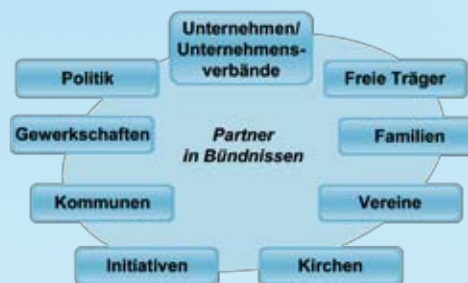 Unternehmen/
Unternehmens-
verbände
Politik
Freie Träger
Gewerkschaften
Partner
in Bündnissen
Familien
Kommunen
Vereine
Initiativen
Kirchen